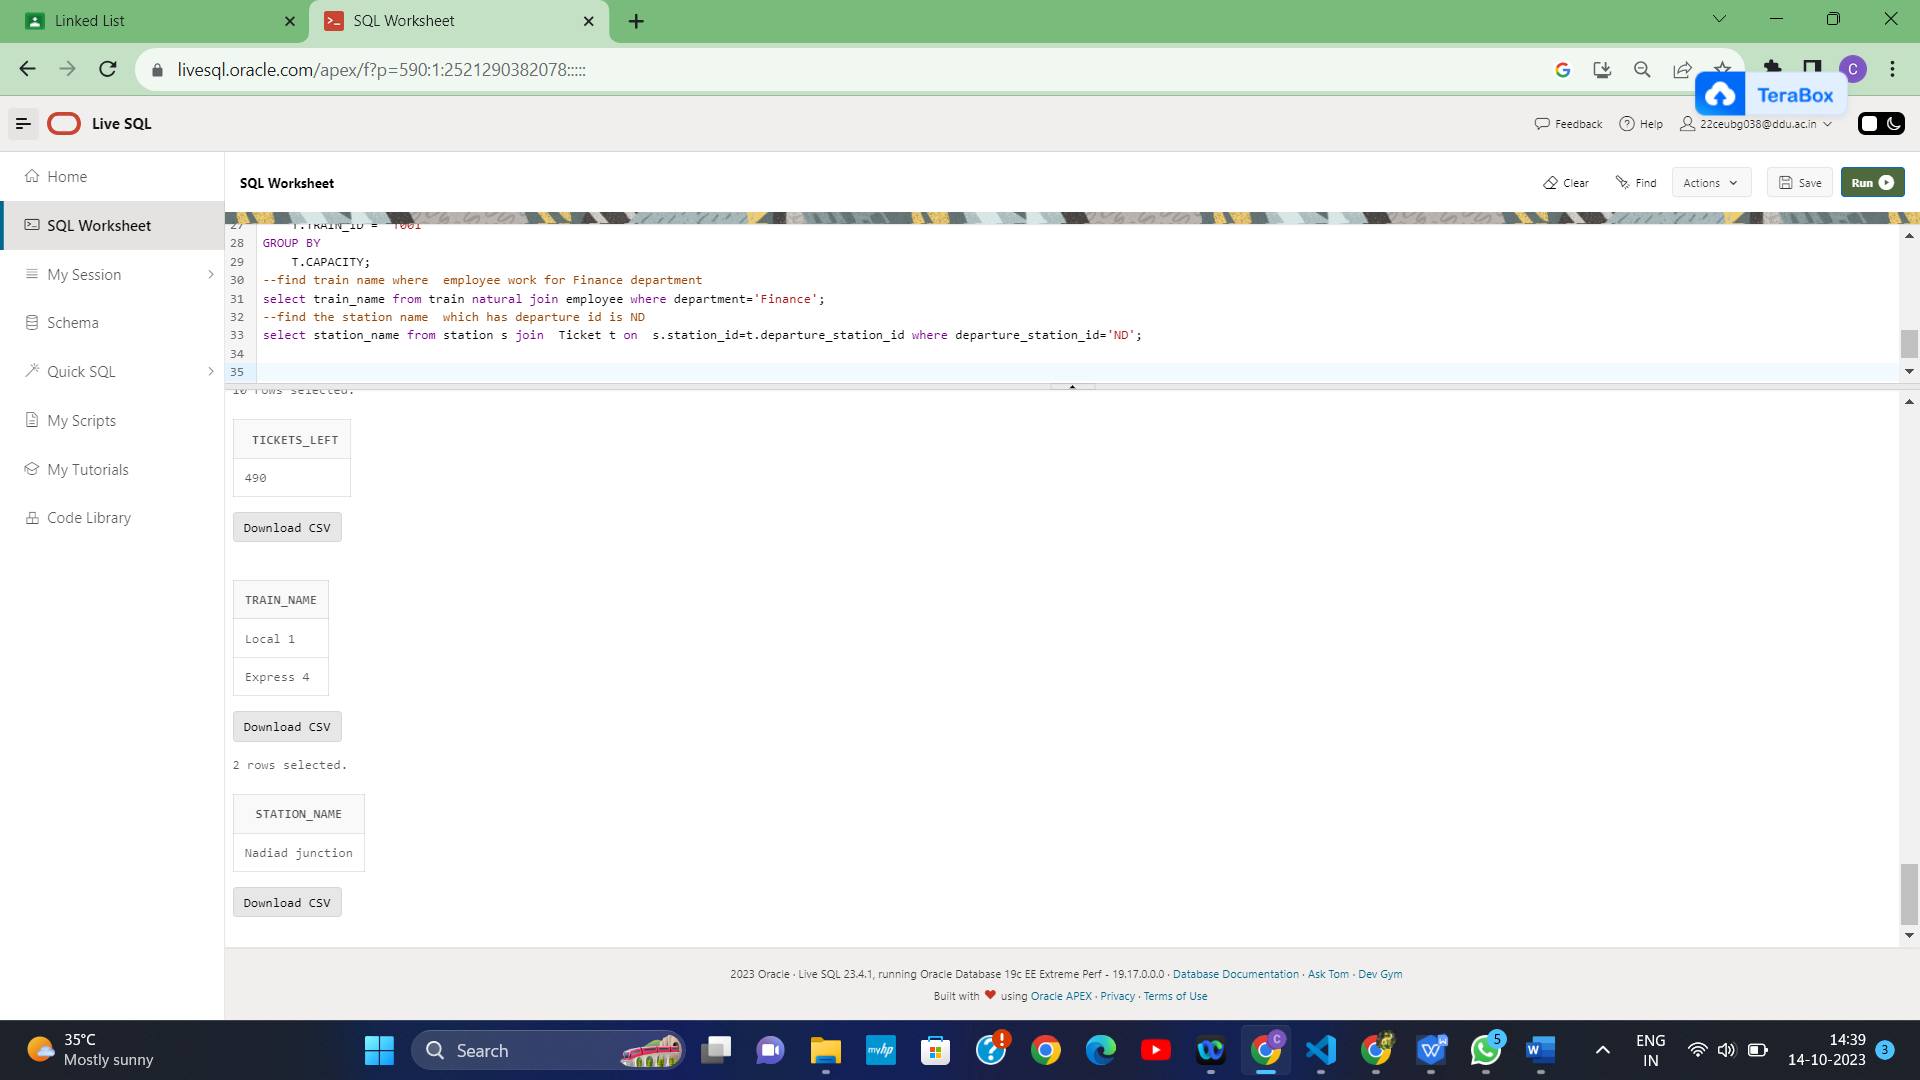 Linked List
SQL Worksheet
livesql.oracle.com/apex/f?p=590:1:2521290382078:::::
C
TeraBox
Live SQL
Feedback
Help
22ceubg038@ddu.ac.in
Home
SQL Worksheet
My Session
Schema
Quick SQL
My Scripts
My Tutorials
Code Library
SQL Worksheet
Clear
Find
Actions
Save
Run
27 T.TRAIN_ID = 'T001'
28 GROUP BY
29 T.CAPACITY;
30 --find train name where  employee work for Finance department
31 select train_name from train natural join employee where department='Finance';
32 --find the station name  which has departure id is ND
33 select station_name from station s join  Ticket t on  s.station_id=t.departure_station_id where departure_station_id='ND';
34
35
10 rows selected.
TICKETS_LEFT
490
Download CSV
TRAIN_NAME
Local 1
Express 4
Download CSV
2 rows selected.
STATION_NAME
Nadiad junction
Download CSV
2023 Oracle · Live SQL 23.4.1, running Oracle Database 19c EE Extreme Perf - 19.17.0.0.0 · Database Documentation · Ask Tom · Dev Gym
Built with ♥ using Oracle APEX · Privacy · Terms of Use
35°C
Mostly sunny
Search
myhp
5
ENG
IN
14:39
14-10-2023
3